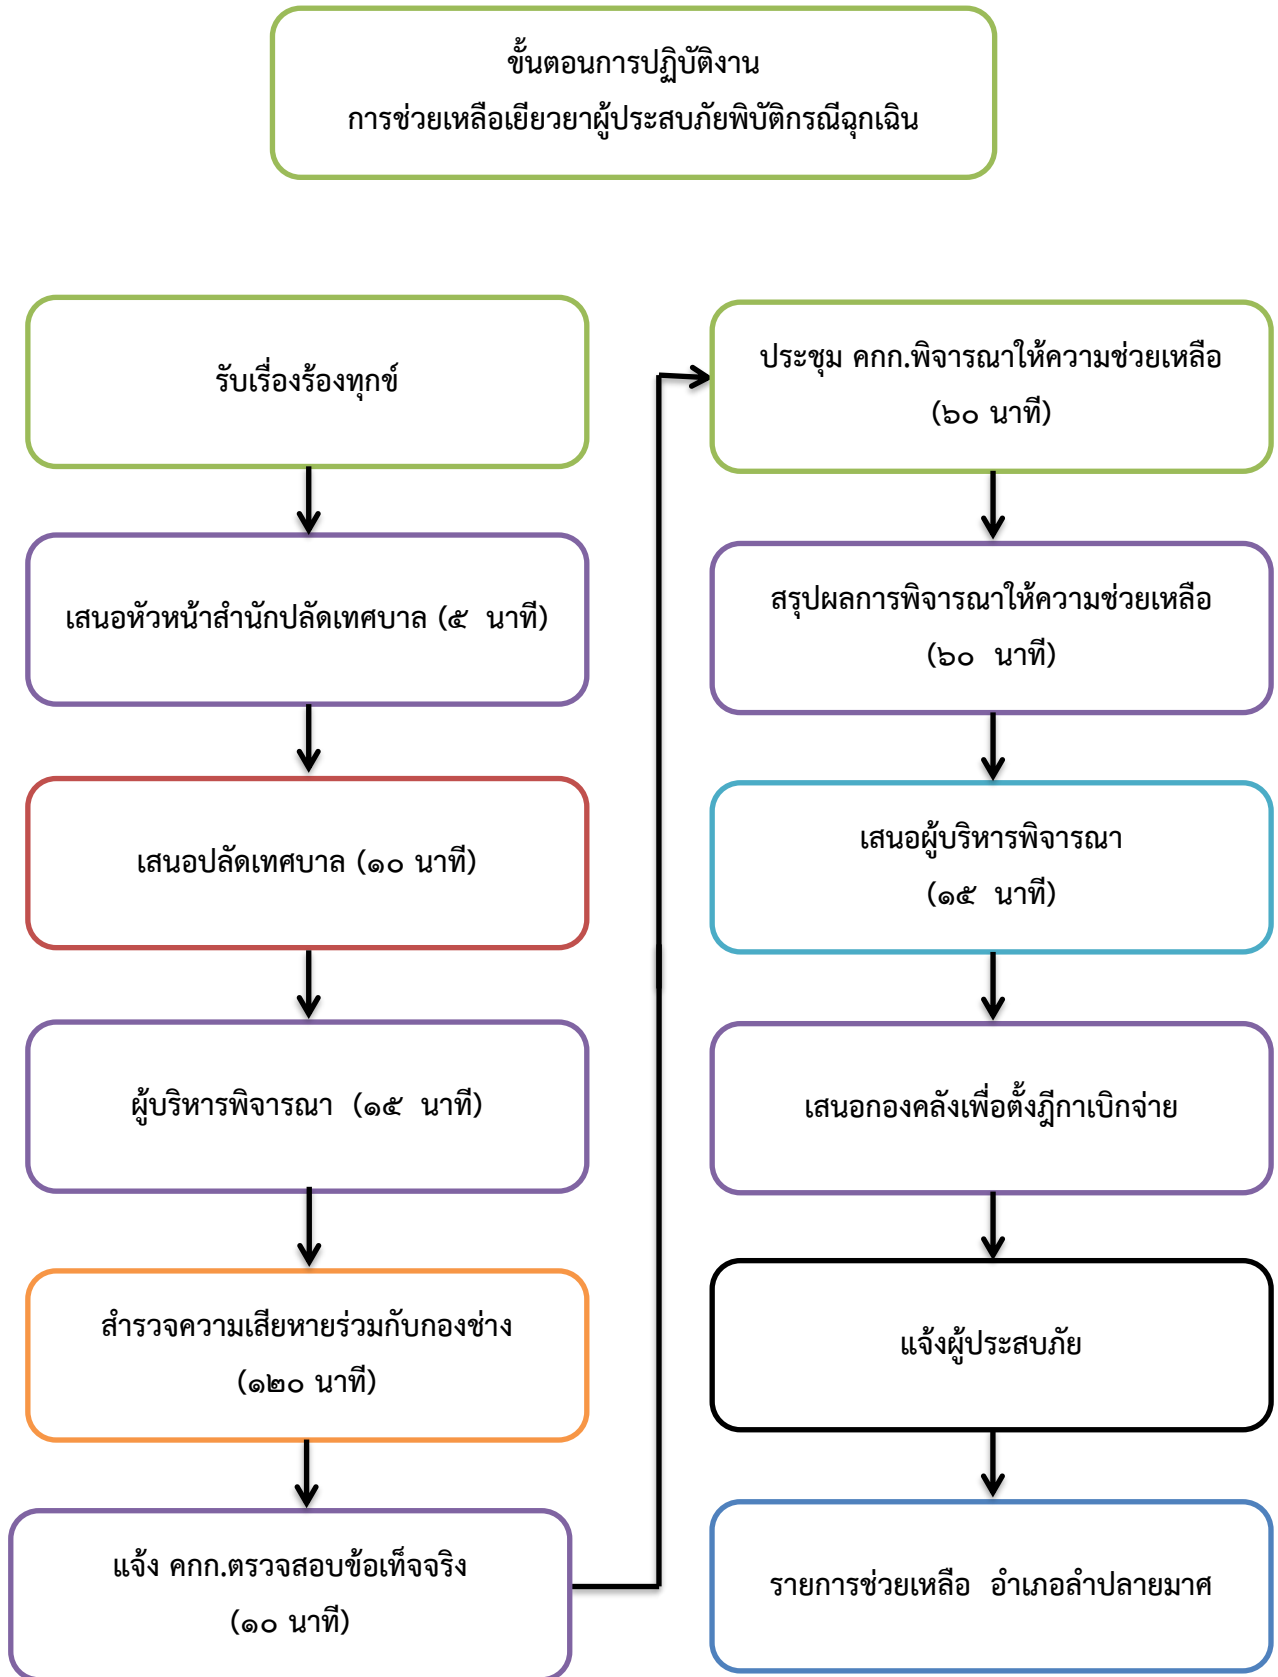 ขั้นตอนการปฏิบัติงาน
การช่วยเหลือเยียวยาผู้ประสบภัยพิบัติกรณีฉุกเฉิน
รับเรื่องร้องทุกข์
เสนอหัวหน้าสำนักปลัดเทศบาล (๕ นาที)
เสนอปลัดเทศบาล (๑๐ นาที)
ผู้บริหารพิจารณา (๑๕ นาที)
สำรวจความเสียหายร่วมกับกองช่าง
(๑๒๐ นาที)
แจ้ง คกก.ตรวจสอบข้อเท็จจริง
(๑๐ นาที)
ประชุม คกก.พิจารณาให้ความช่วยเหลือ
(๖๐ นาที)
สรุปผลการพิจารณาให้ความช่วยเหลือ
(๖๐ นาที)
เสนอผู้บริหารพิจารณา
(๑๕ นาที)
เสนอกองคลังเพื่อตั้งฎีกาเบิกจ่าย
แจ้งผู้ประสบภัย
รายการช่วยเหลือ อำเภอลำปลายมาศ